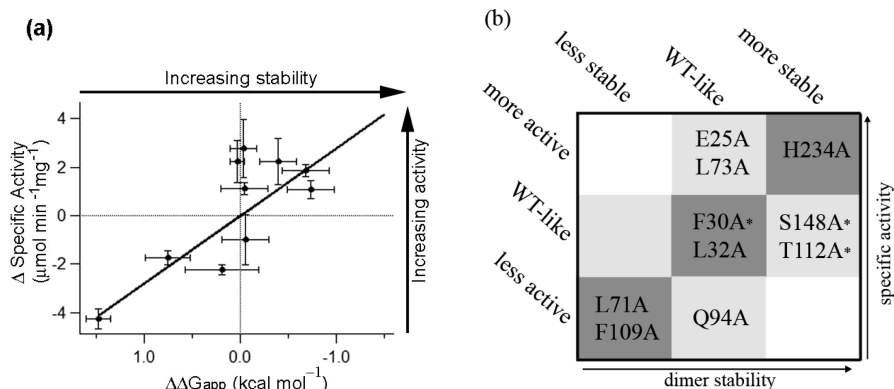 (a)
Increasing stability
4
2
0
-2
-4
Δ Specific Activity
(μmol min ⁻¹mg⁻¹)
Increasing activity
1.0 0.0 -1.0
ΔΔGapp (kcal mol⁻¹)
(b)
less stable
WT-like
more stable
more active
WT-like
less active
E25A
L73A
H234A
F30A*
L32A
S148A*
T112A*
L71A
F109A
Q94A
specific activity
dimer stability